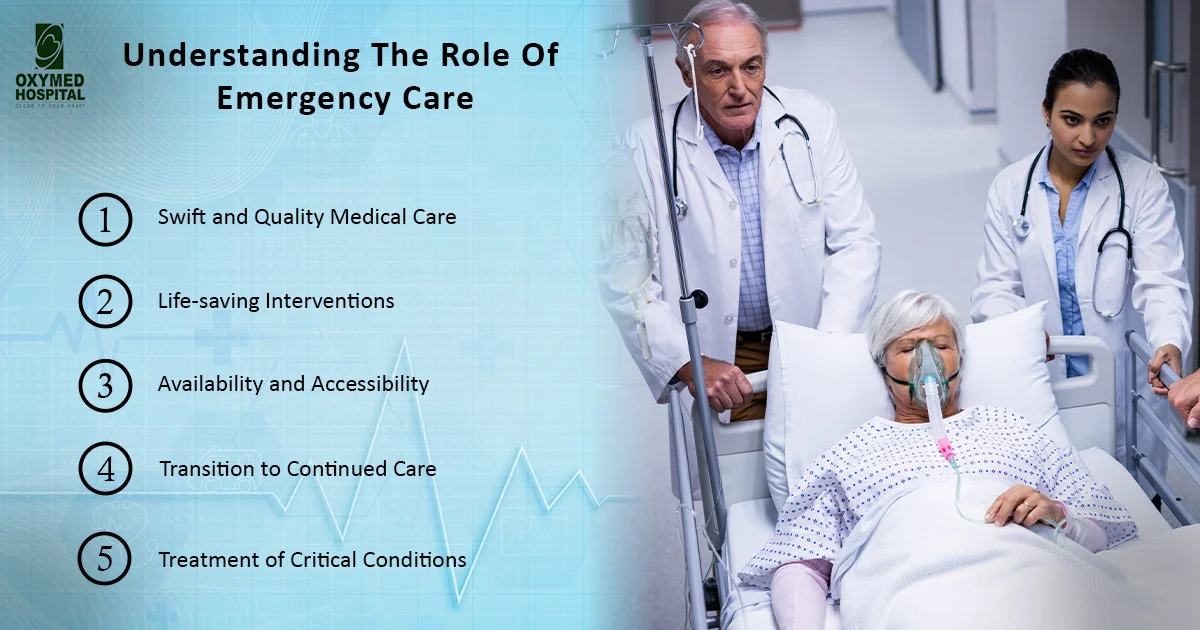 OXYMED
HOSPITAL
CLOSE TO YOUR HEART
Understanding The Role Of
Emergency Care
1 Swift and Quality Medical Care
2 Life-saving Interventions
3 Availability and Accessibility
4 Transition to Continued Care
5 Treatment of Critical Conditions